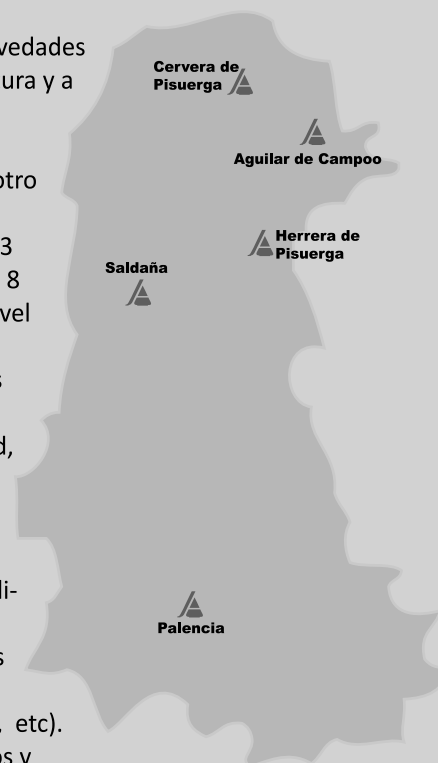 vedades
ura y a
otro
3
8
vel
s
d,
di-
s
, etc).
os y
Cervera de
Pisuerga
Aguilar de Campoo
Herrera de
Pisuerga
Saldaña
Palencia